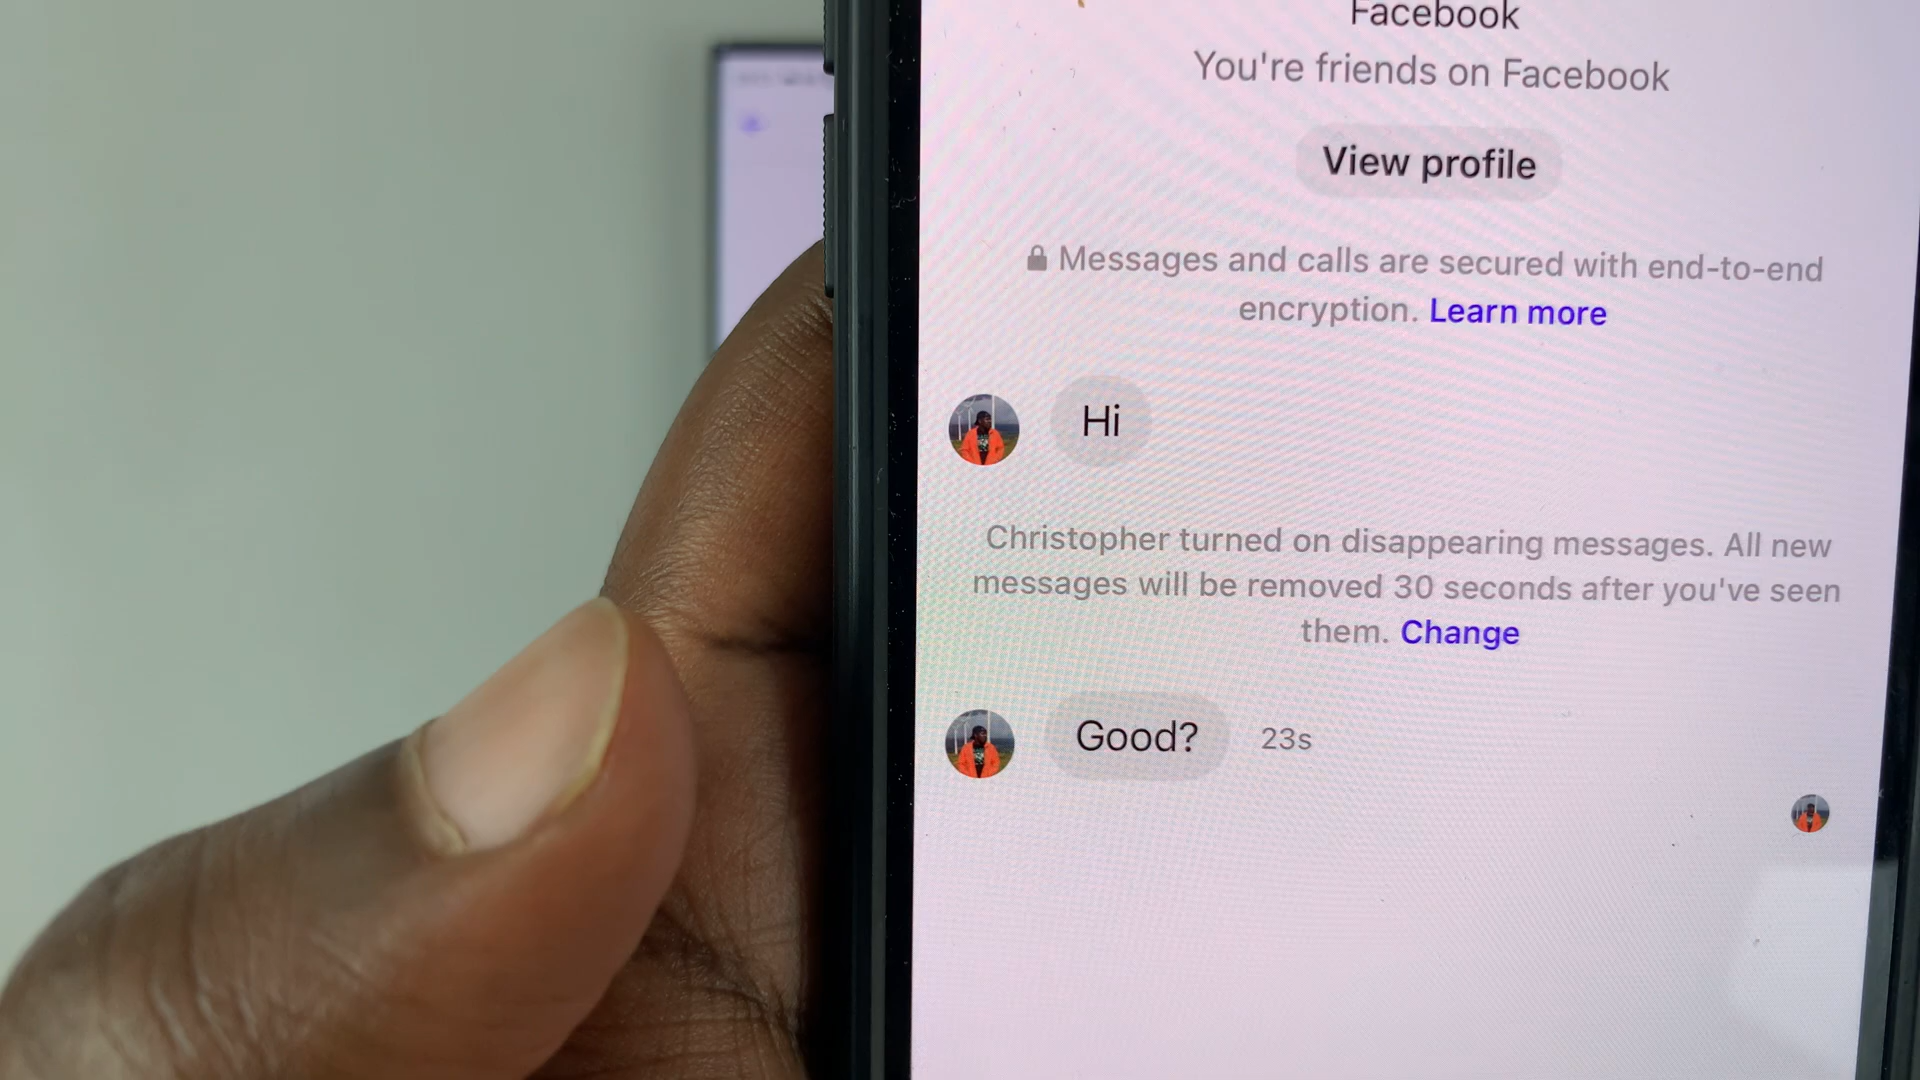 Facebook
You're friends on Facebook
View profile
Messages and calls are secured with end-to-end
encryption. Learn more
Hi
Christopher turned on disappearing messages. All new
messages will be removed 30 seconds after you've seen
them. Change
Good? 23s